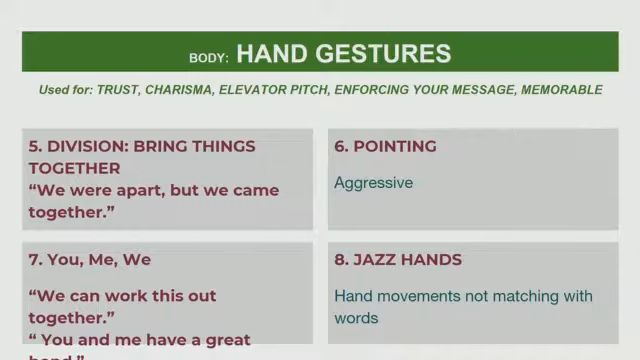 BODY: HAND GESTURES
Used for: TRUST, CHARISMA, ELEVATOR PITCH, ENFORCING YOUR MESSAGE, MEMORABLE
5. DIVISION: BRING THINGS
TOGETHER
“We were apart, but we came
together.”
6. POINTING
Aggressive
7. You, Me, We
“We can work this out
together.”
“ You and me have a great
8. JAZZ HANDS
Hand movements not matching with
words